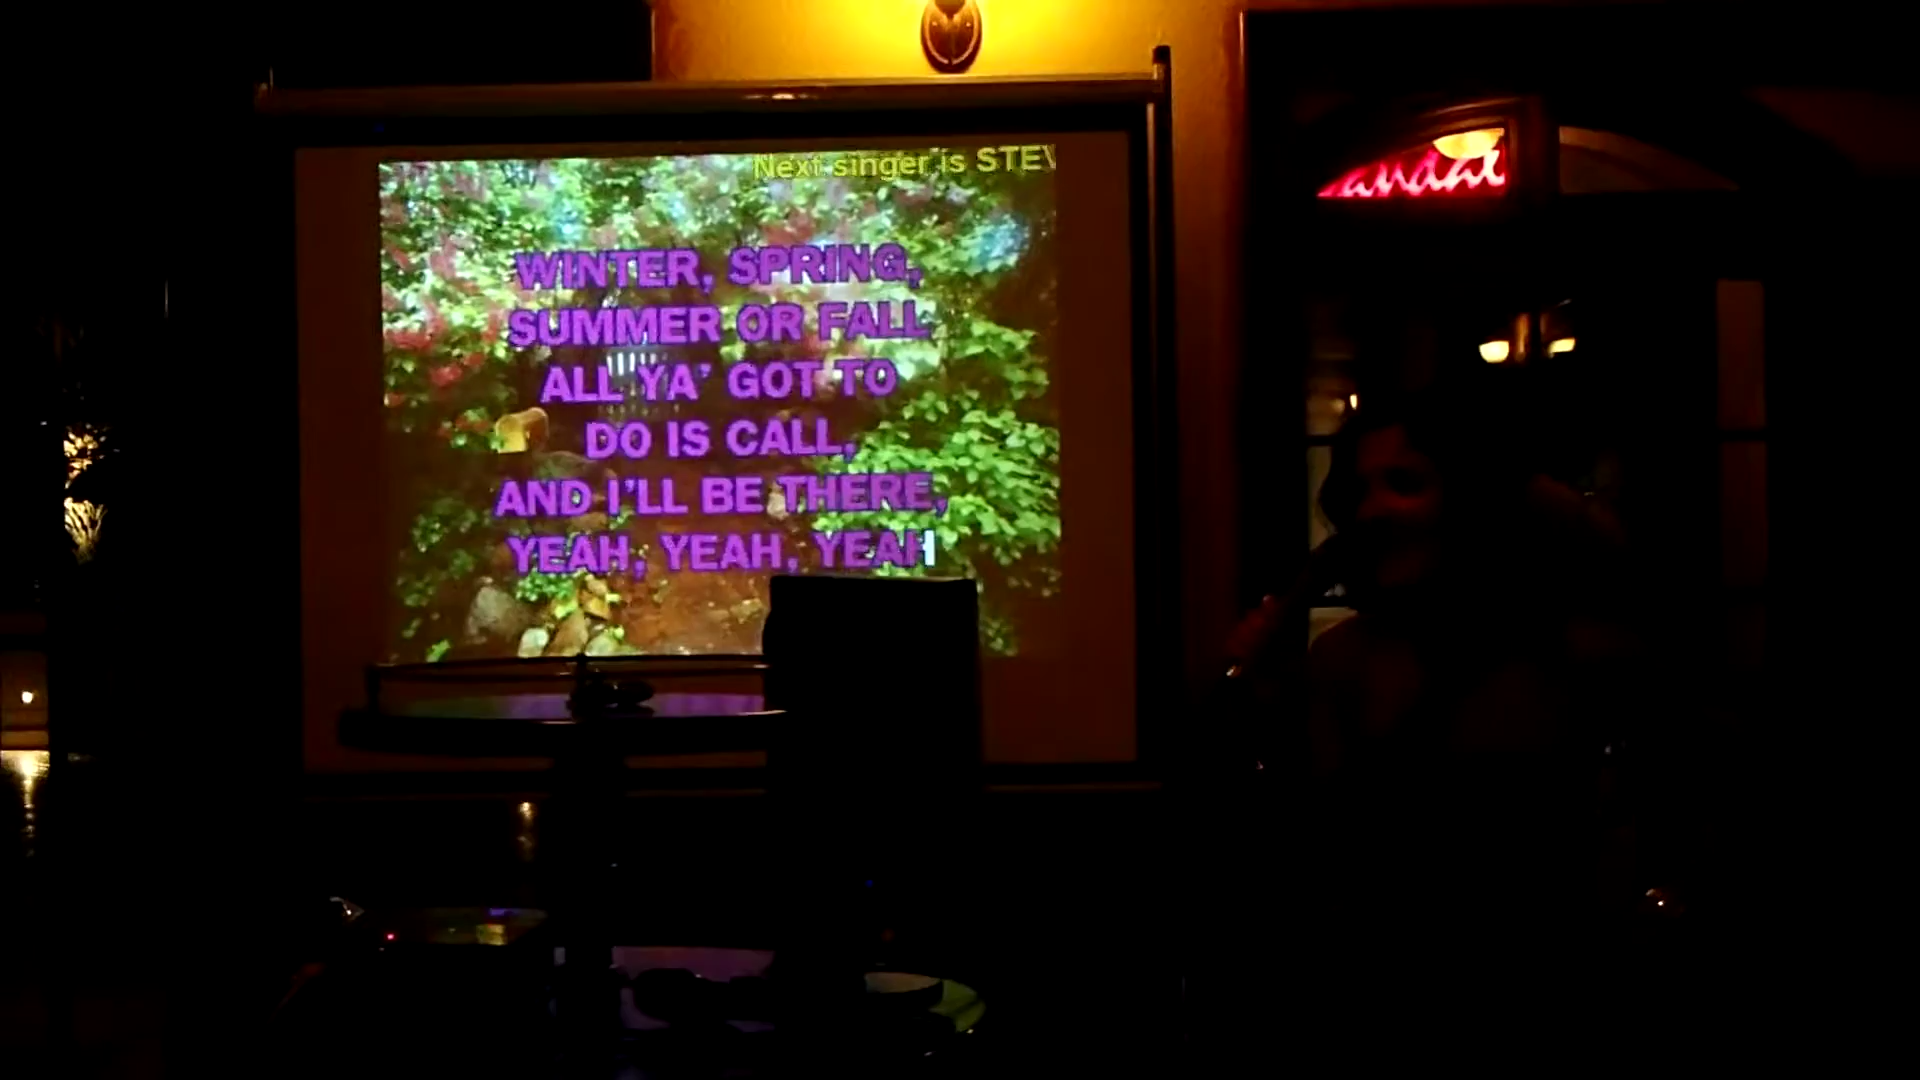 Next singer is STEV
WINTER, SPRING,
SUMMER OR FALL
ALL YA' GOT TO
DO IS CALL,
AND I'LL BE THERE,
YEAH, YEAH, YEAH